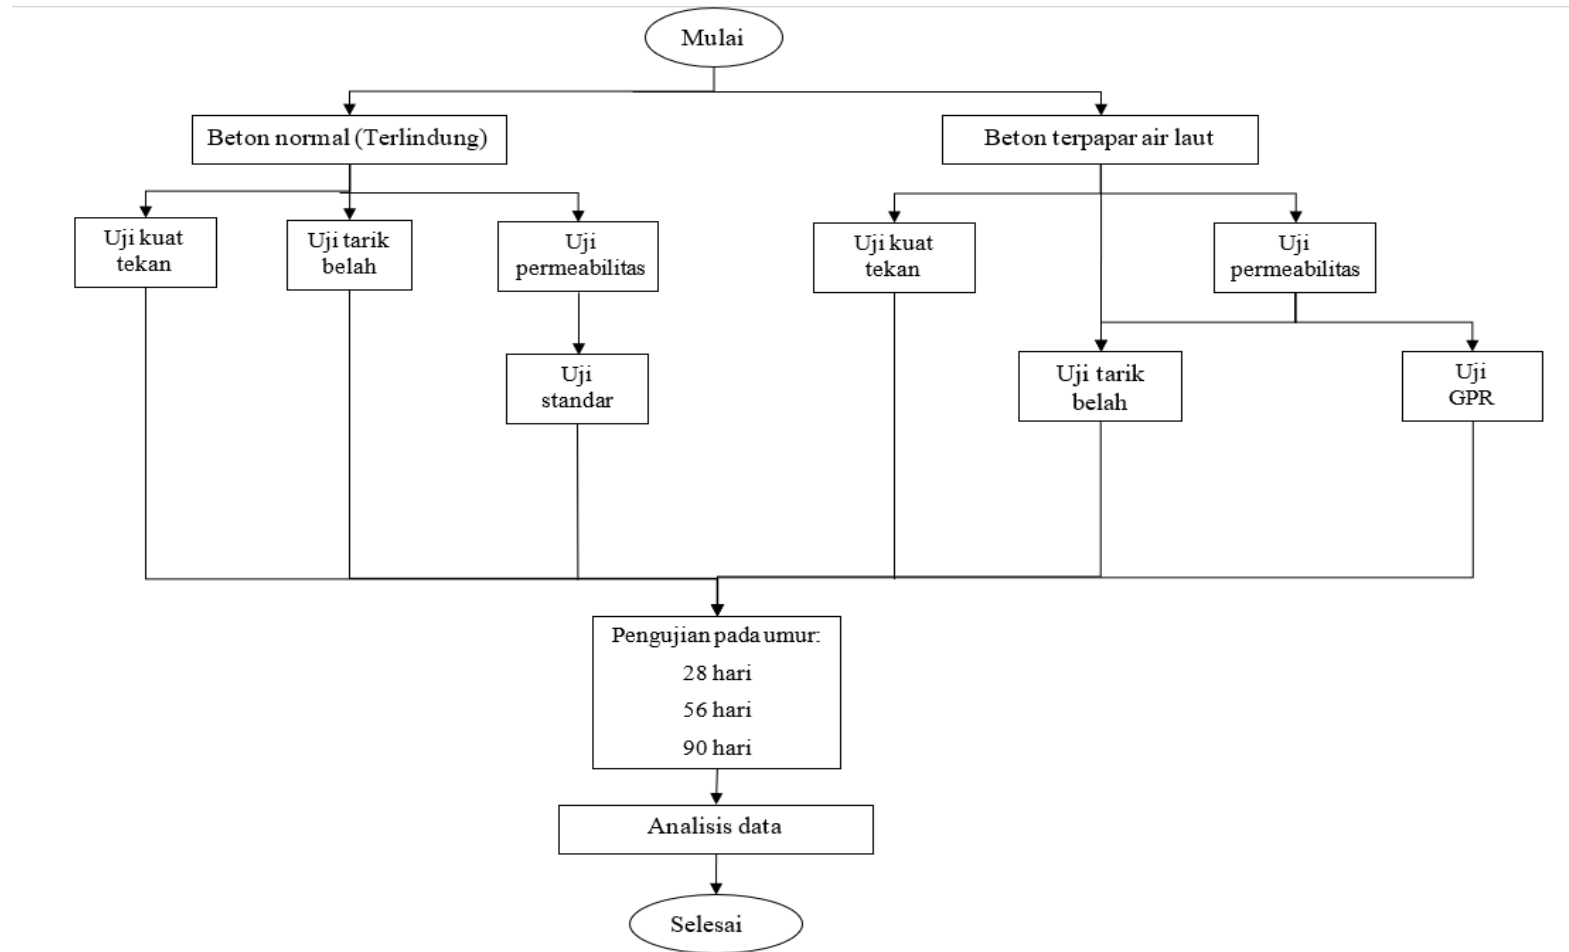 Mulai
Beton normal (Terlindung)
Beton terpapar air laut
Uji kuat
tekan
Uji tarik
belah
Uji
permeabilitas
Uji kuat
tekan
Uji
permeabilitas
Uji
standar
Uji tarik
belah
Uji
GPR
Pengujian pada umur:
28 hari
56 hari
90 hari
Analisis data
Selesai